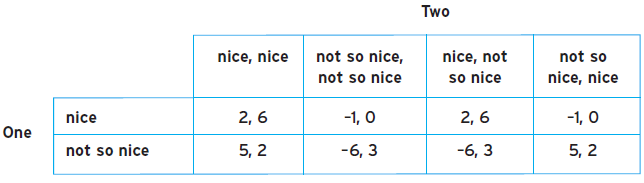 Two
nice, nice not so nice, nice, not not so
not so nice so nice nice, nice
One nice 2, 6 -1, 0 2, 6 -1, 0
not so nice 5, 2 -6, 3 -6, 3 5, 2